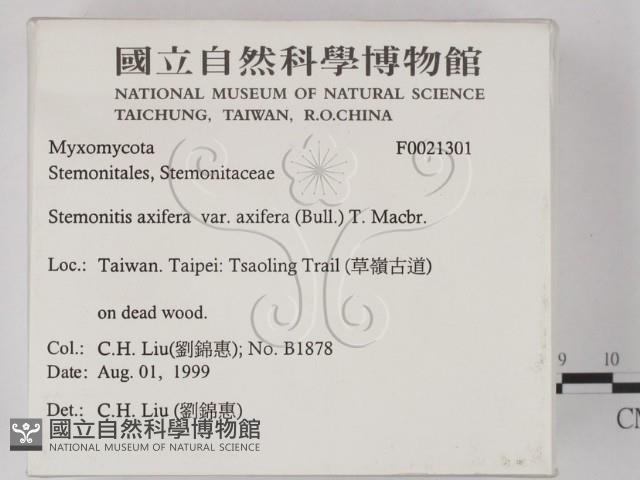 國立自然科學博物館
NATIONAL MUSEUM OF NATURAL SCIENCE
TAICHUNG, TAIWAN, R.O.CHINA
Myxomycota F0021301
Stemonitales, Stemonitaceae
Stemonitis axifera var. axifera (Bull.) T. Macbr.
Loc.: Taiwan. Taipei: Tsaoling Trail (草嶺古道)
on dead wood.
Col.: C.H. Liu(劉錦惠); No. B1878
Date: Aug. 01, 1999
Det.: C.H. Liu (劉錦惠)
國立自然科學博物館
NATIONAL MUSEUM OF NATURAL SCIENCE
9 10